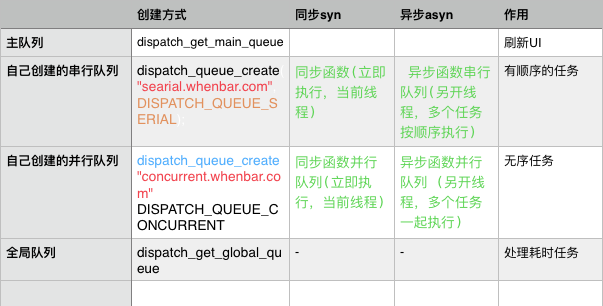 创建方式 同步syn 异步asyn 作用
主队列 dispatch_get_main_queue 刷新UI
自己创建的串行队列 dispatch_queue_create 同步函数(立即 异步函数串行 有顺序的任务
"searial.whenbar.com" 执行，当前线 队列(另开线
DISPATCH_QUEUE_S 程) 程，多个任务
ERIAL) 按顺序执行)
自己创建的并行队列 dispatch_queue_create 同步函数并行 异步函数并行 无序任务
"concurrent.whenbar.co 队列(立即执 队列 (另开线
m" 行，当前线程) 程，多个任务
DISPATCH_QUEUE_C 一起执行)
ONCURRENT
全局队列 dispatch_get_global_qu - - 处理耗时任务
eue